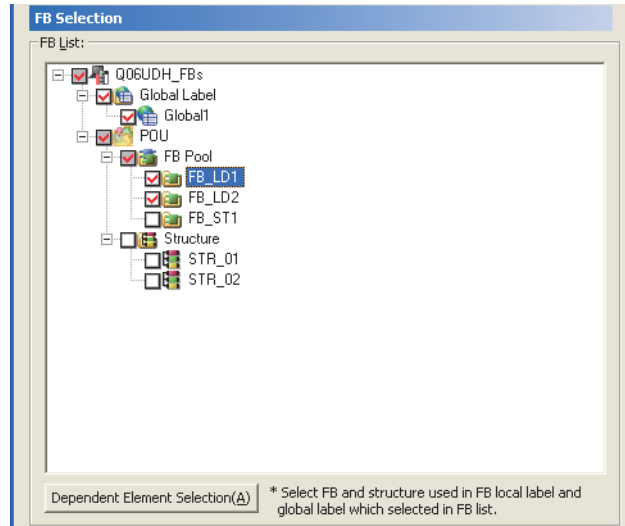 FB Selection
FB List:
Q06UDH_FBs
Global Label
Global1
POU
FB Pool
FB_LD1
FB_LD2
FB_ST1
Structure
STR_01
STR_02
Dependent Element Selection(A)
* Select FB and structure used in FB local label and
global label which selected in FB list.